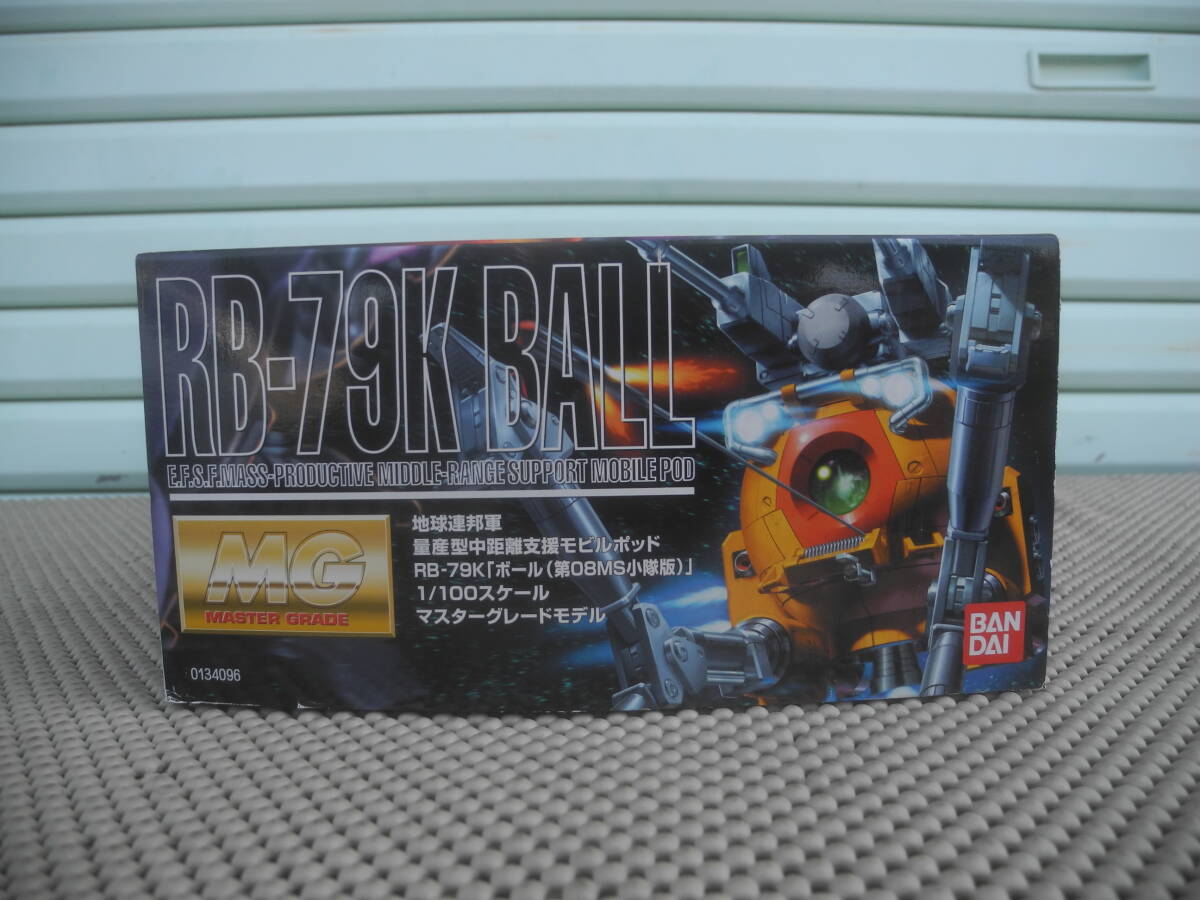 RB-79K BALL
E.F.S.F.MASS-PRODUCTIVE MIDDLE-RANGE SUPPORT MOBILE POD
MG
MASTER GRADE
地球連邦軍
量産型中距離支援モビルポッド
RB-79K「ボール（第08MS小隊版）」
1/100スケール
マスターグレードモデル
0134096
BAN
DAI